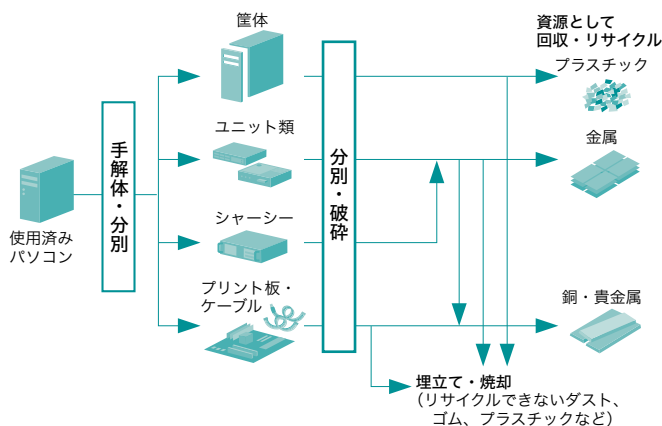 使用済み
パソコン
手解体・分別
筐体
ユニット類
シャーシー
プリント板・
ケーブル
分別・破砕
資源として
回収・リサイクル
プラスチック
金属
銅・貴金属
埋立て・焼却
（リサイクルできないダスト、
ゴム、プラスチックなど）